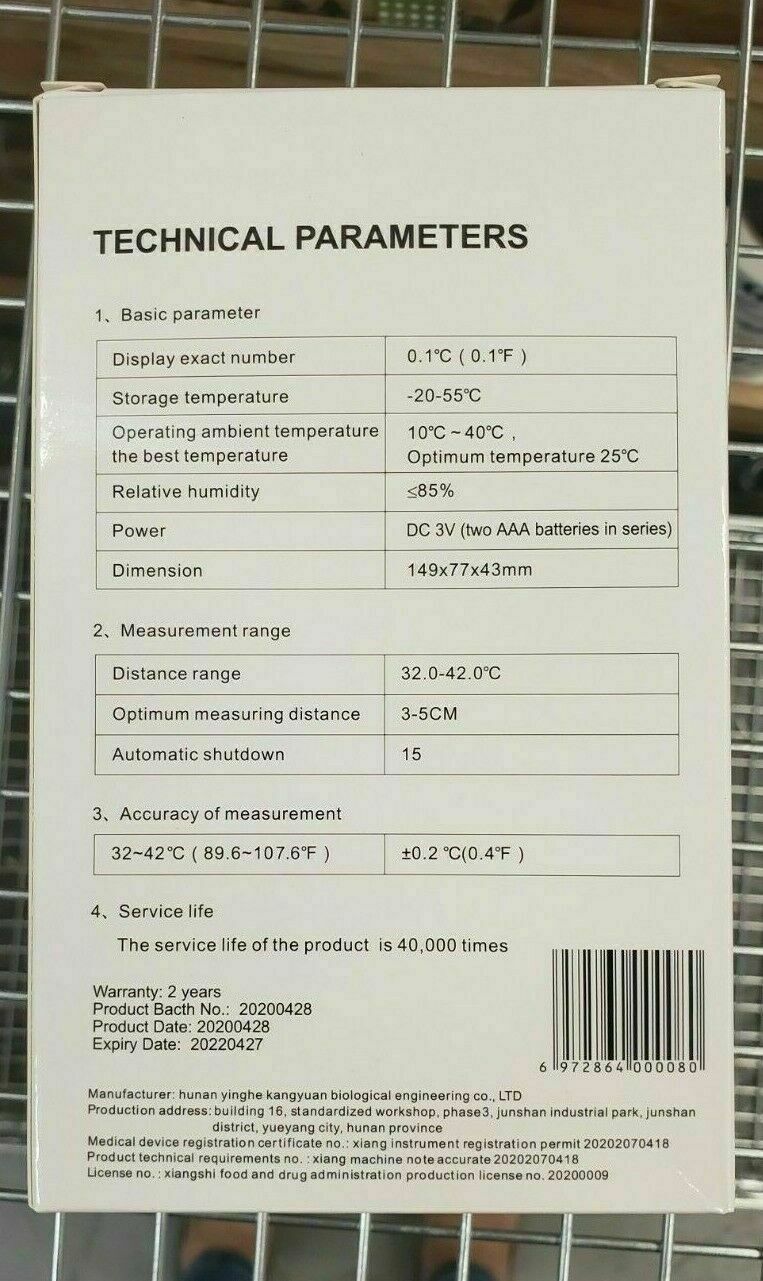 TECHNICAL PARAMETERS
1、Basic parameter
Display exact number 0.1℃ ( 0.1℉ )
Storage temperature -20-55℃
Operating ambient temperature 10℃ ~ 40℃ ,
the best temperature Optimum temperature 25℃
Relative humidity ≤85%
Power DC 3V (two AAA batteries in series)
Dimension 149x77x43mm
2、Measurement range
Distance range 32.0-42.0℃
Optimum measuring distance 3-5CM
Automatic shutdown 15
3、Accuracy of measurement
32~42℃ ( 89.6~107.6℉ ) ±0.2 ℃(0.4℉ )
4、Service life
The service life of the product is 40,000 times
Warranty: 2 years
Product Bacth No.: 20200428
Product Date: 20200428
Expiry Date: 20220427
6 972864 000080
Manufacturer: hunan yinghe kangyuan biological engineering co., LTD
Production address: building 16, standardized workshop, phase3, junshan industrial park, junshan
district, yueyang city, hunan province
Medical device registration certificate no.: xiang instrument registration permit 20202070418
Product technical requirements no. : xiang machine note accurate 20202070418
License no. : xiangshi food and drug administration production license no. 20200009